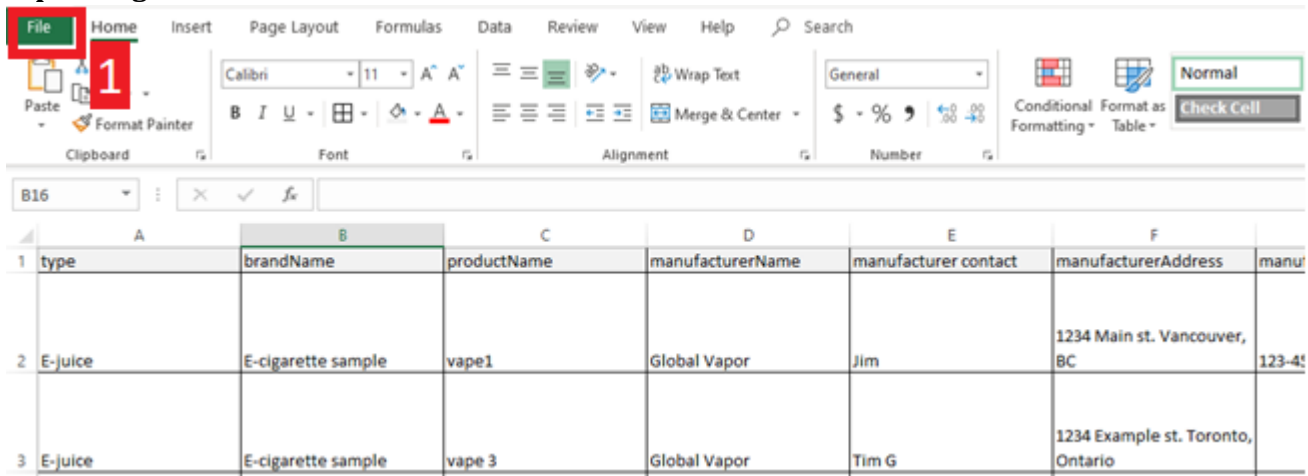 File Home Insert Page Layout Formulas Data Review View Help Search
1
Calibri 11 A A Wrap Text General Normal
Paste Format Painter B I U A Merge & Center $ % Conditional Formatting Format as Table Check Cell
Clipboard Font Alignment Number
B16 fx
A B C D E F
1 type brandName productName manufacturerName manufacturer contact manufacturerAddress
2 E-juice E-cigarette sample vape1 Global Vapor Jim 1234 Main st. Vancouver, BC 123-45
3 E-juice E-cigarette sample vape 3 Global Vapor Tim G 1234 Example st. Toronto, Ontario